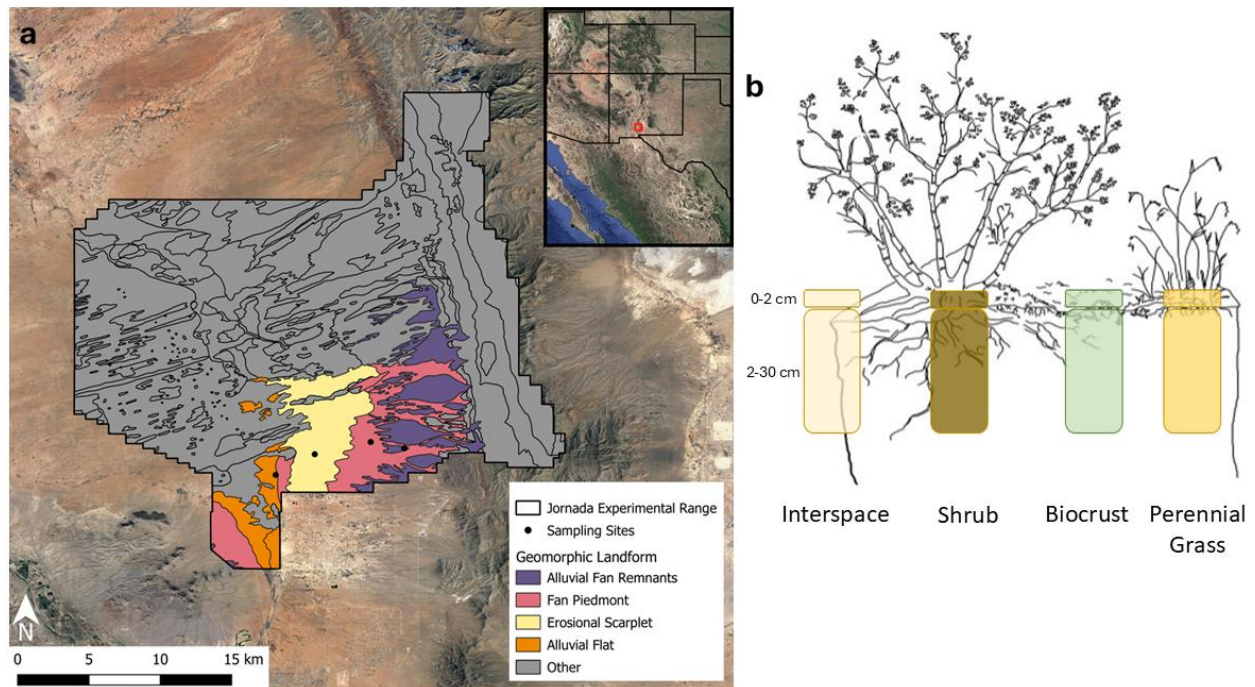 a
N
0 5 10 15 km
Jornada Experimental Range
Sampling Sites
Geomorphic Landform
Alluvial Fan Remnants
Fan Piedmont
Erosional Scarplet
Alluvial Flat
Other
b
0-2 cm
2-30 cm
Interspace Shrub Biocrust Perennial
Grass